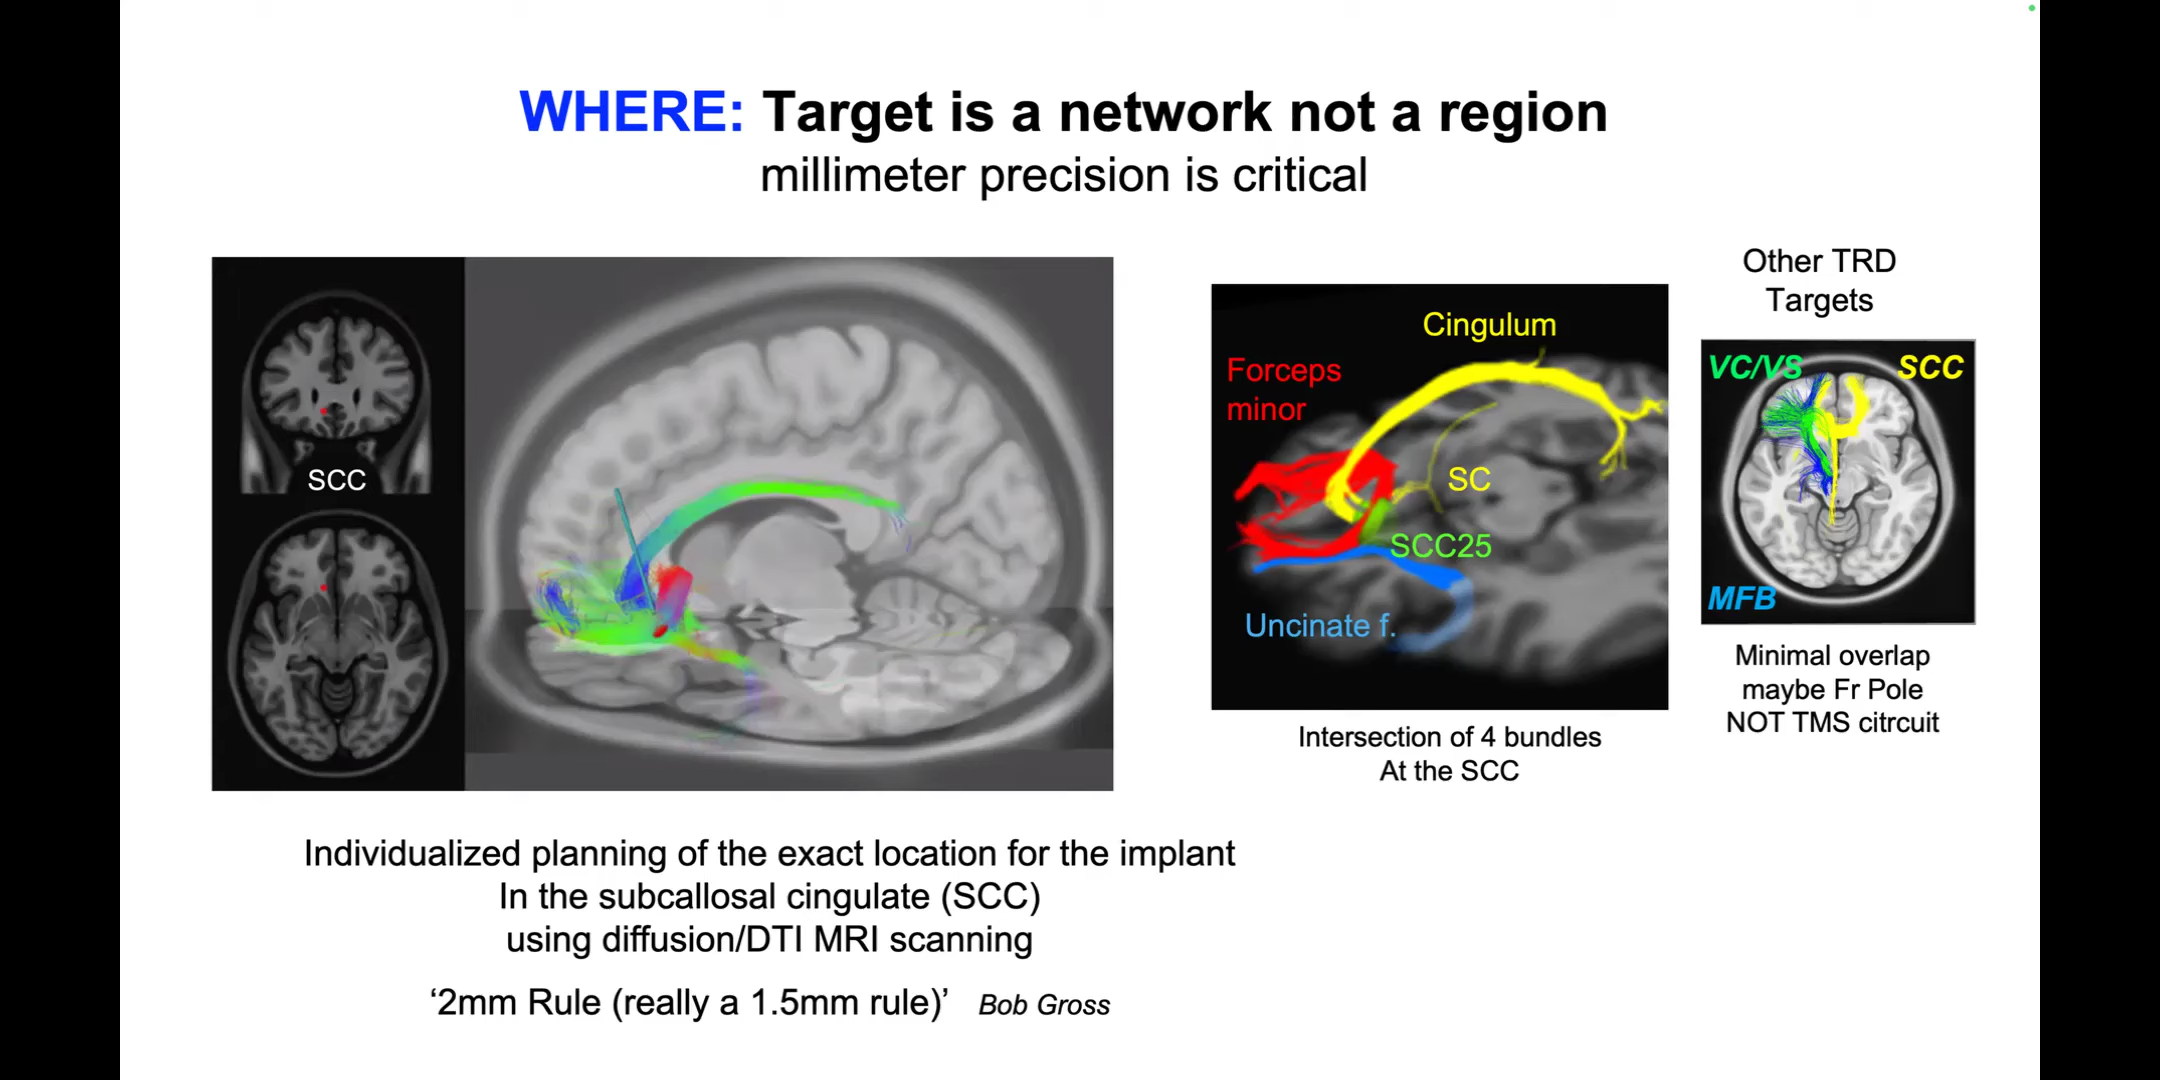 WHERE: Target is a network not a region
millimeter precision is critical
SCC
Cingulum
Forceps
minor
SC
SCC25
Uncinate f.
Intersection of 4 bundles
At the SCC
Other TRD
Targets
VC/VS
SCC
MFB
Minimal overlap
maybe Fr Pole
NOT TMS citrcuit
Individualized planning of the exact location for the implant
In the subcallosal cingulate (SCC)
using diffusion/DTI MRI scanning
‘2mm Rule (really a 1.5mm rule)’ Bob Gross